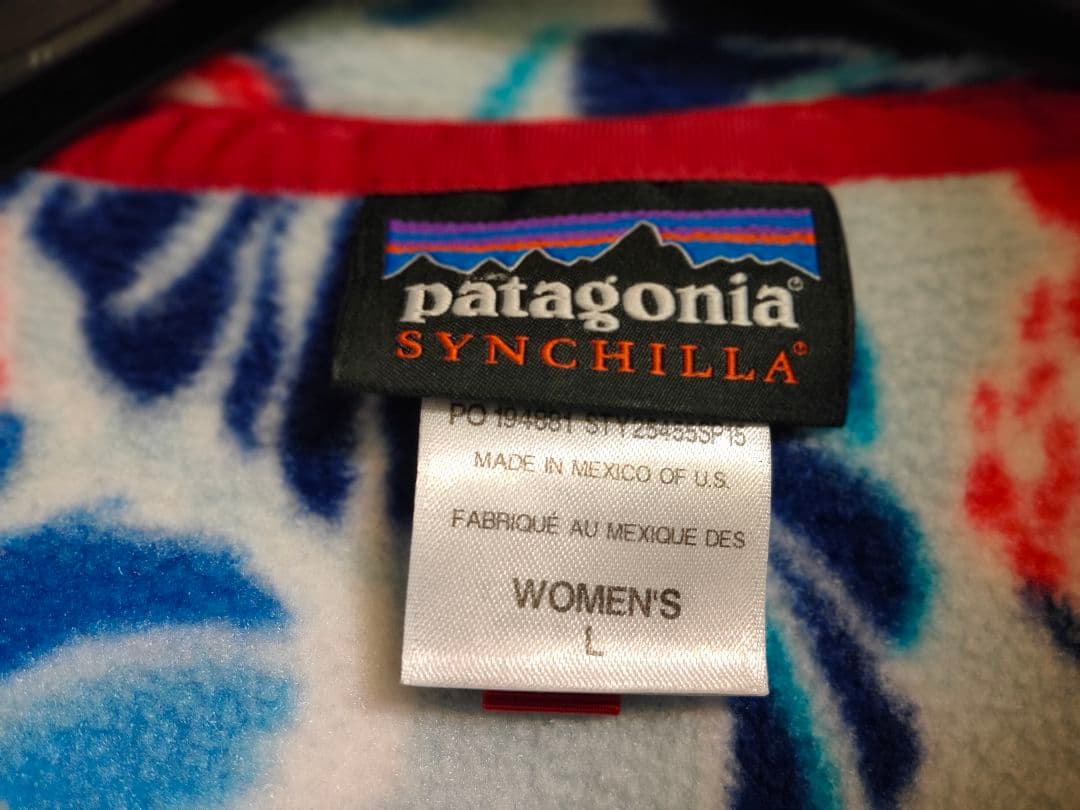 patagonia®
SYNCHILLA®
PO 194881 STY25455SP15
MADE IN MEXICO OF U.S.
FABRIQUÉ AU MEXIQUE DES
WOMEN'S
L